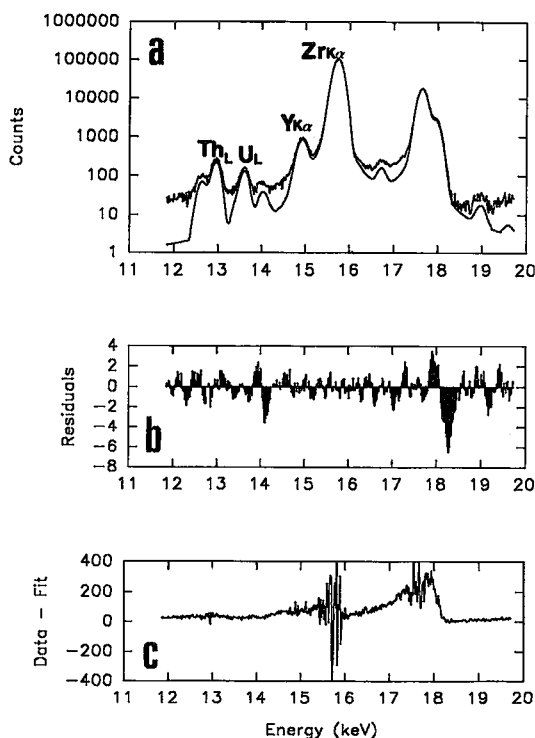 1000000
100000
10000
1000
100
10
1
Counts
a
ZrKα
YKα
ThL
UL
11 12 13 14 15 16 17 18 19 20
4
2
0
−2
−4
−6
−8
Residuals
b
11 12 13 14 15 16 17 18 19 20
400
200
0
−200
−400
Data − Fit
c
11 12 13 14 15 16 17 18 19 20
Energy (keV)